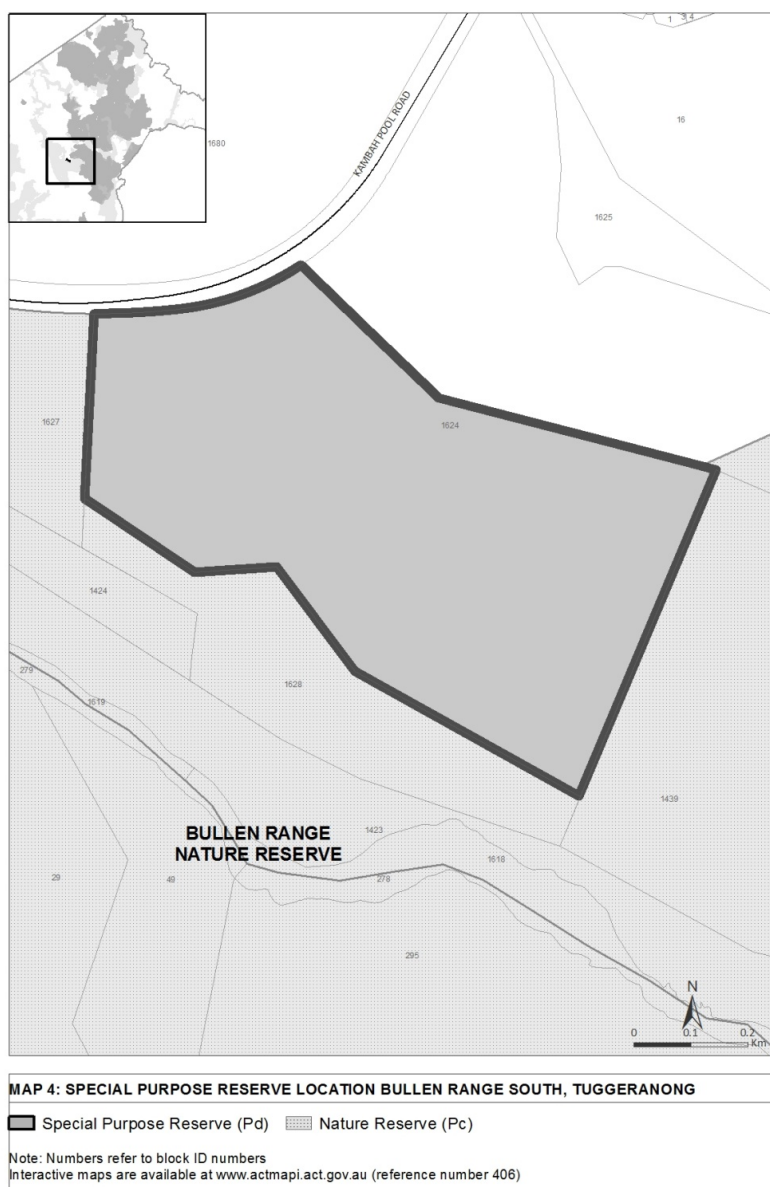 1
3 4
16
1680
KAMBAH POOL ROAD
1625
1627
1624
1424
1628
279
1619
1439
BULLEN RANGE
NATURE RESERVE
1423
1618
29
49
278
295
N
0 0.1 0.2
Km
MAP 4: SPECIAL PURPOSE RESERVE LOCATION BULLEN RANGE SOUTH, TUGGERANONG
Special Purpose Reserve (Pd) Nature Reserve (Pc)
Note: Numbers refer to block ID numbers
Interactive maps are available at www.actmapi.act.gov.au (reference number 406)